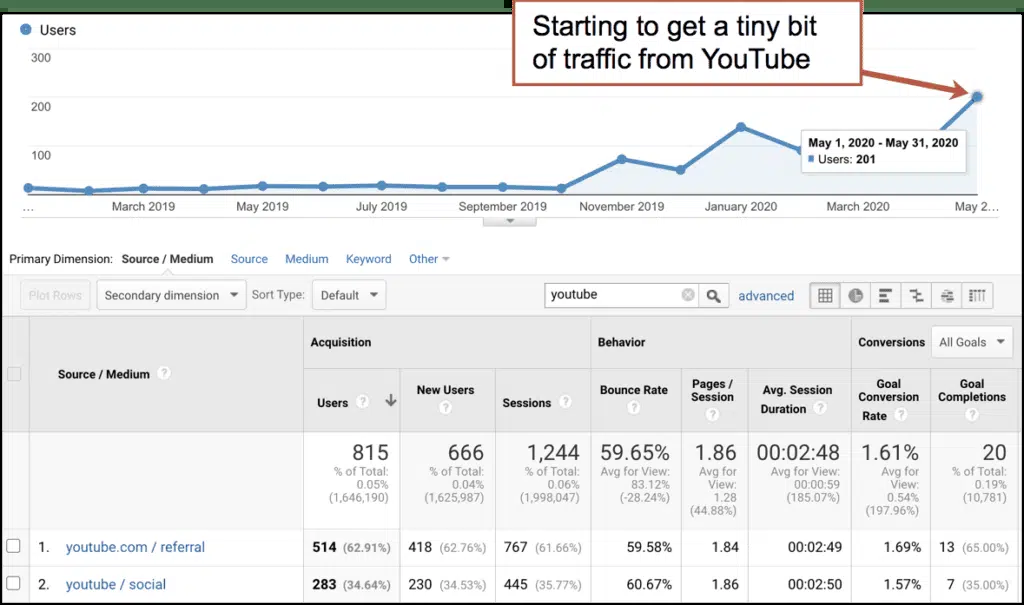 Starting to get a tiny bit
of traffic from YouTube
Users
300
200
100
May 1, 2020 - May 31, 2020
Users: 201
... March 2019 May 2019 July 2019 September 2019 November 2019 January 2020 March 2020 May 2...
Primary Dimension: Source / Medium Source Medium Keyword Other
Plot Rows Secondary dimension Sort Type: Default youtube advanced
Acquisition Behavior Conversions All Goals
Source / Medium ?
Users ?
New Users
?
Sessions ?
Bounce Rate
?
Pages /
Session
?
Avg. Session
Duration ?
Goal
Conversion
Rate ?
Goal
Completions
?
815
% of Total:
0.05%
(1,646,190)
666
% of Total:
0.04%
(1,625,987)
1,244
% of Total:
0.06%
(1,998,047)
59.65%
Avg for View:
83.12%
(-28.24%)
1.86
Avg for
View:
1.28
(44.88%)
00:02:48
Avg for View:
00:00:59
(185.07%)
1.61%
Avg for
View:
0.54%
(197.96%)
20
% of Total:
0.19%
(10,781)
1. youtube.com / referral 514 (62.91%) 418 (62.76%) 767 (61.66%) 59.58% 1.84 00:02:49 1.69% 13 (65.00%)
2. youtube / social 283 (34.64%) 230 (34.53%) 445 (35.77%) 60.67% 1.86 00:02:50 1.57% 7 (35.00%)